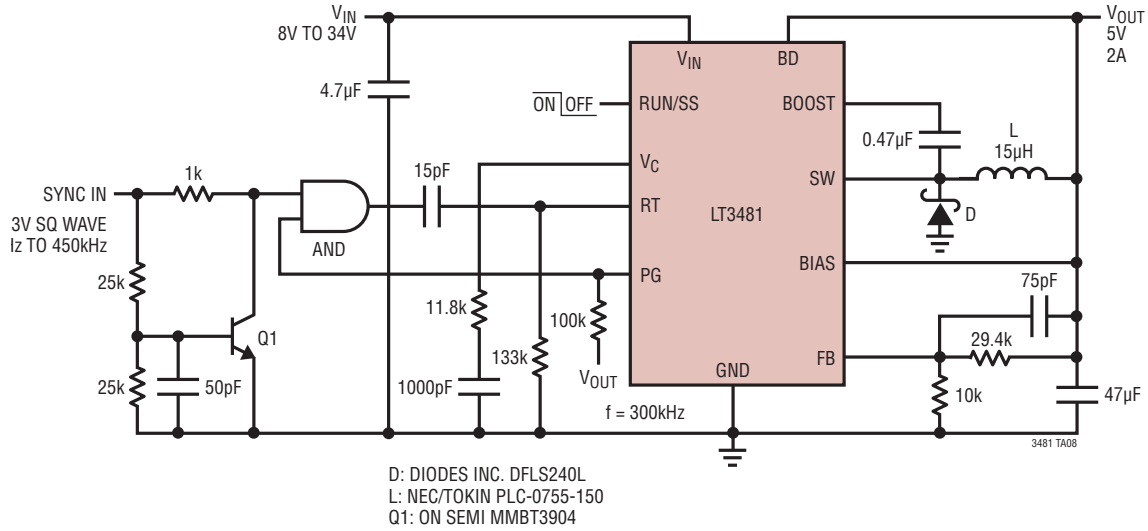 VIN
8V TO 34V
VOUT
5V
2A
4.7µF
VIN
BD
ON OFF
RUN/SS
BOOST
0.47µF
L
15µH
1k
15pF
VC
SW
SYNC IN
RT
LT3481
D
3V SQ WAVE
Iz TO 450kHz
AND
BIAS
PG
75pF
25k
11.8k
100k
29.4k
Q1
133k
FB
VOUT
GND
25k
50pF
1000pF
10k
47µF
f = 300kHz
3481 TA08
D: DIODES INC. DFLS240L
L: NEC/TOKIN PLC-0755-150
Q1: ON SEMI MMBT3904